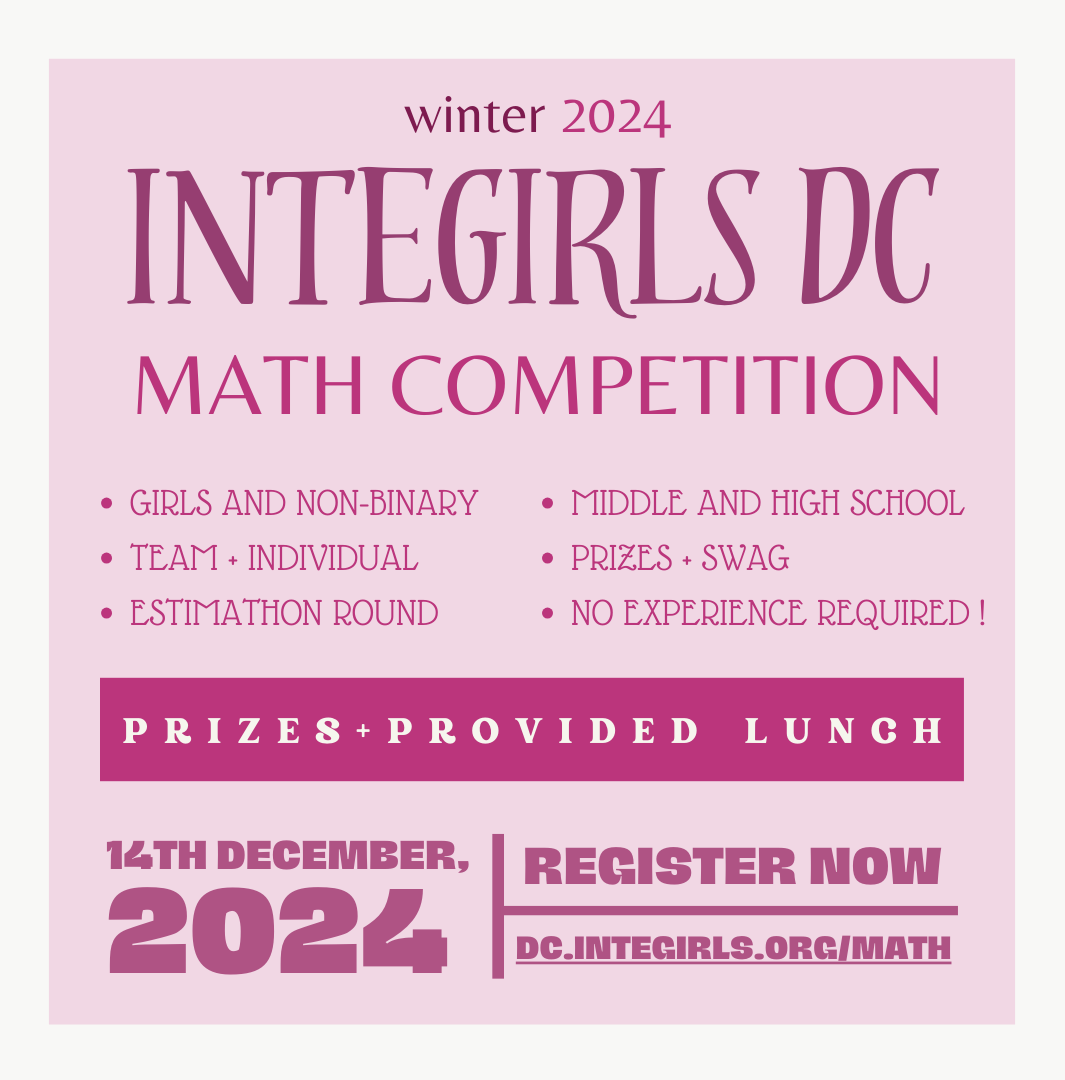 winter 2024
INTEGIRLS DC
MATH COMPETITION
• GIRLS AND NON-BINARY
• TEAM + INDIVIDUAL
• ESTIMATHON ROUND
• MIDDLE AND HIGH SCHOOL
• PRIZES + SWAG
• NO EXPERIENCE REQUIRED !
PRIZES+PROVIDED LUNCH
14TH DECEMBER,
2024
REGISTER NOW
DC.INTEGIRLS.ORG/MATH